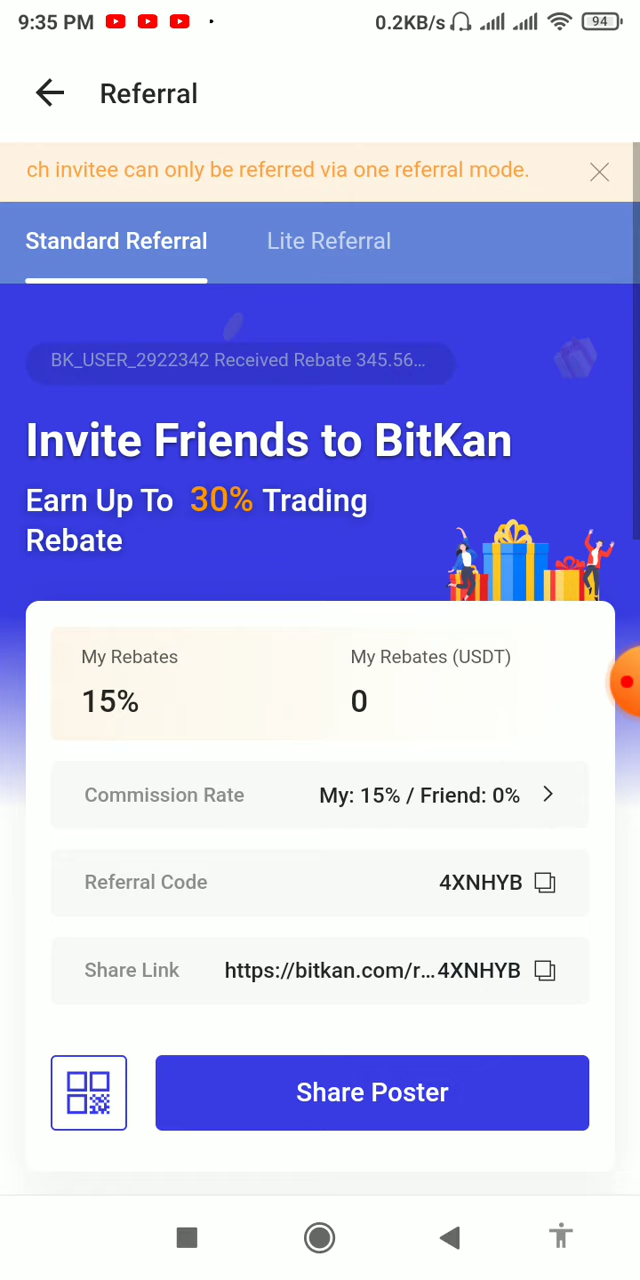 9:35 PM 0.2KB/s 94
Referral
ch invitee can only be referred via one referral mode.
Standard Referral Lite Referral
BK_USER_2922342 Received Rebate 345.56...
Invite Friends to BitKan
Earn Up To 30% Trading
Rebate
My Rebates My Rebates (USDT)
15% 0
Commission Rate My: 15% / Friend: 0%
Referral Code 4XNHYB
Share Link https://bitkan.com/r...4XNHYB
Share Poster